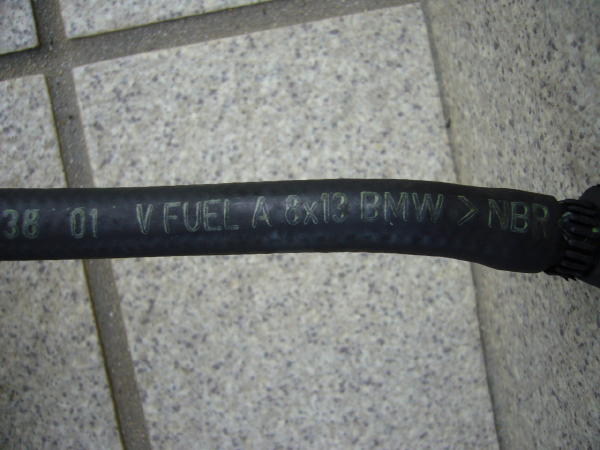 38 01 V FUEL A 8x13 BMW > NBR